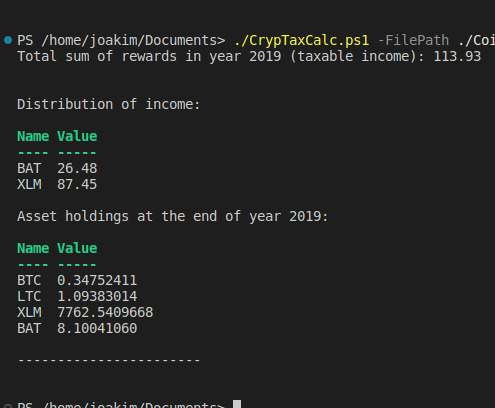 PS /home/joakim/Documents> ./CrypTaxCalc.ps1 -FilePath ./Coi
Total sum of rewards in year 2019 (taxable income): 113.93
Distribution of income:
Name Value
---- -----
BAT 26.48
XLM 87.45
Asset holdings at the end of year 2019:
Name Value
---- -----
BTC 0.34752411
LTC 1.09383014
XLM 7762.5409668
BAT 8.10041060
-----------------------
PS /home/joakim/Documents>